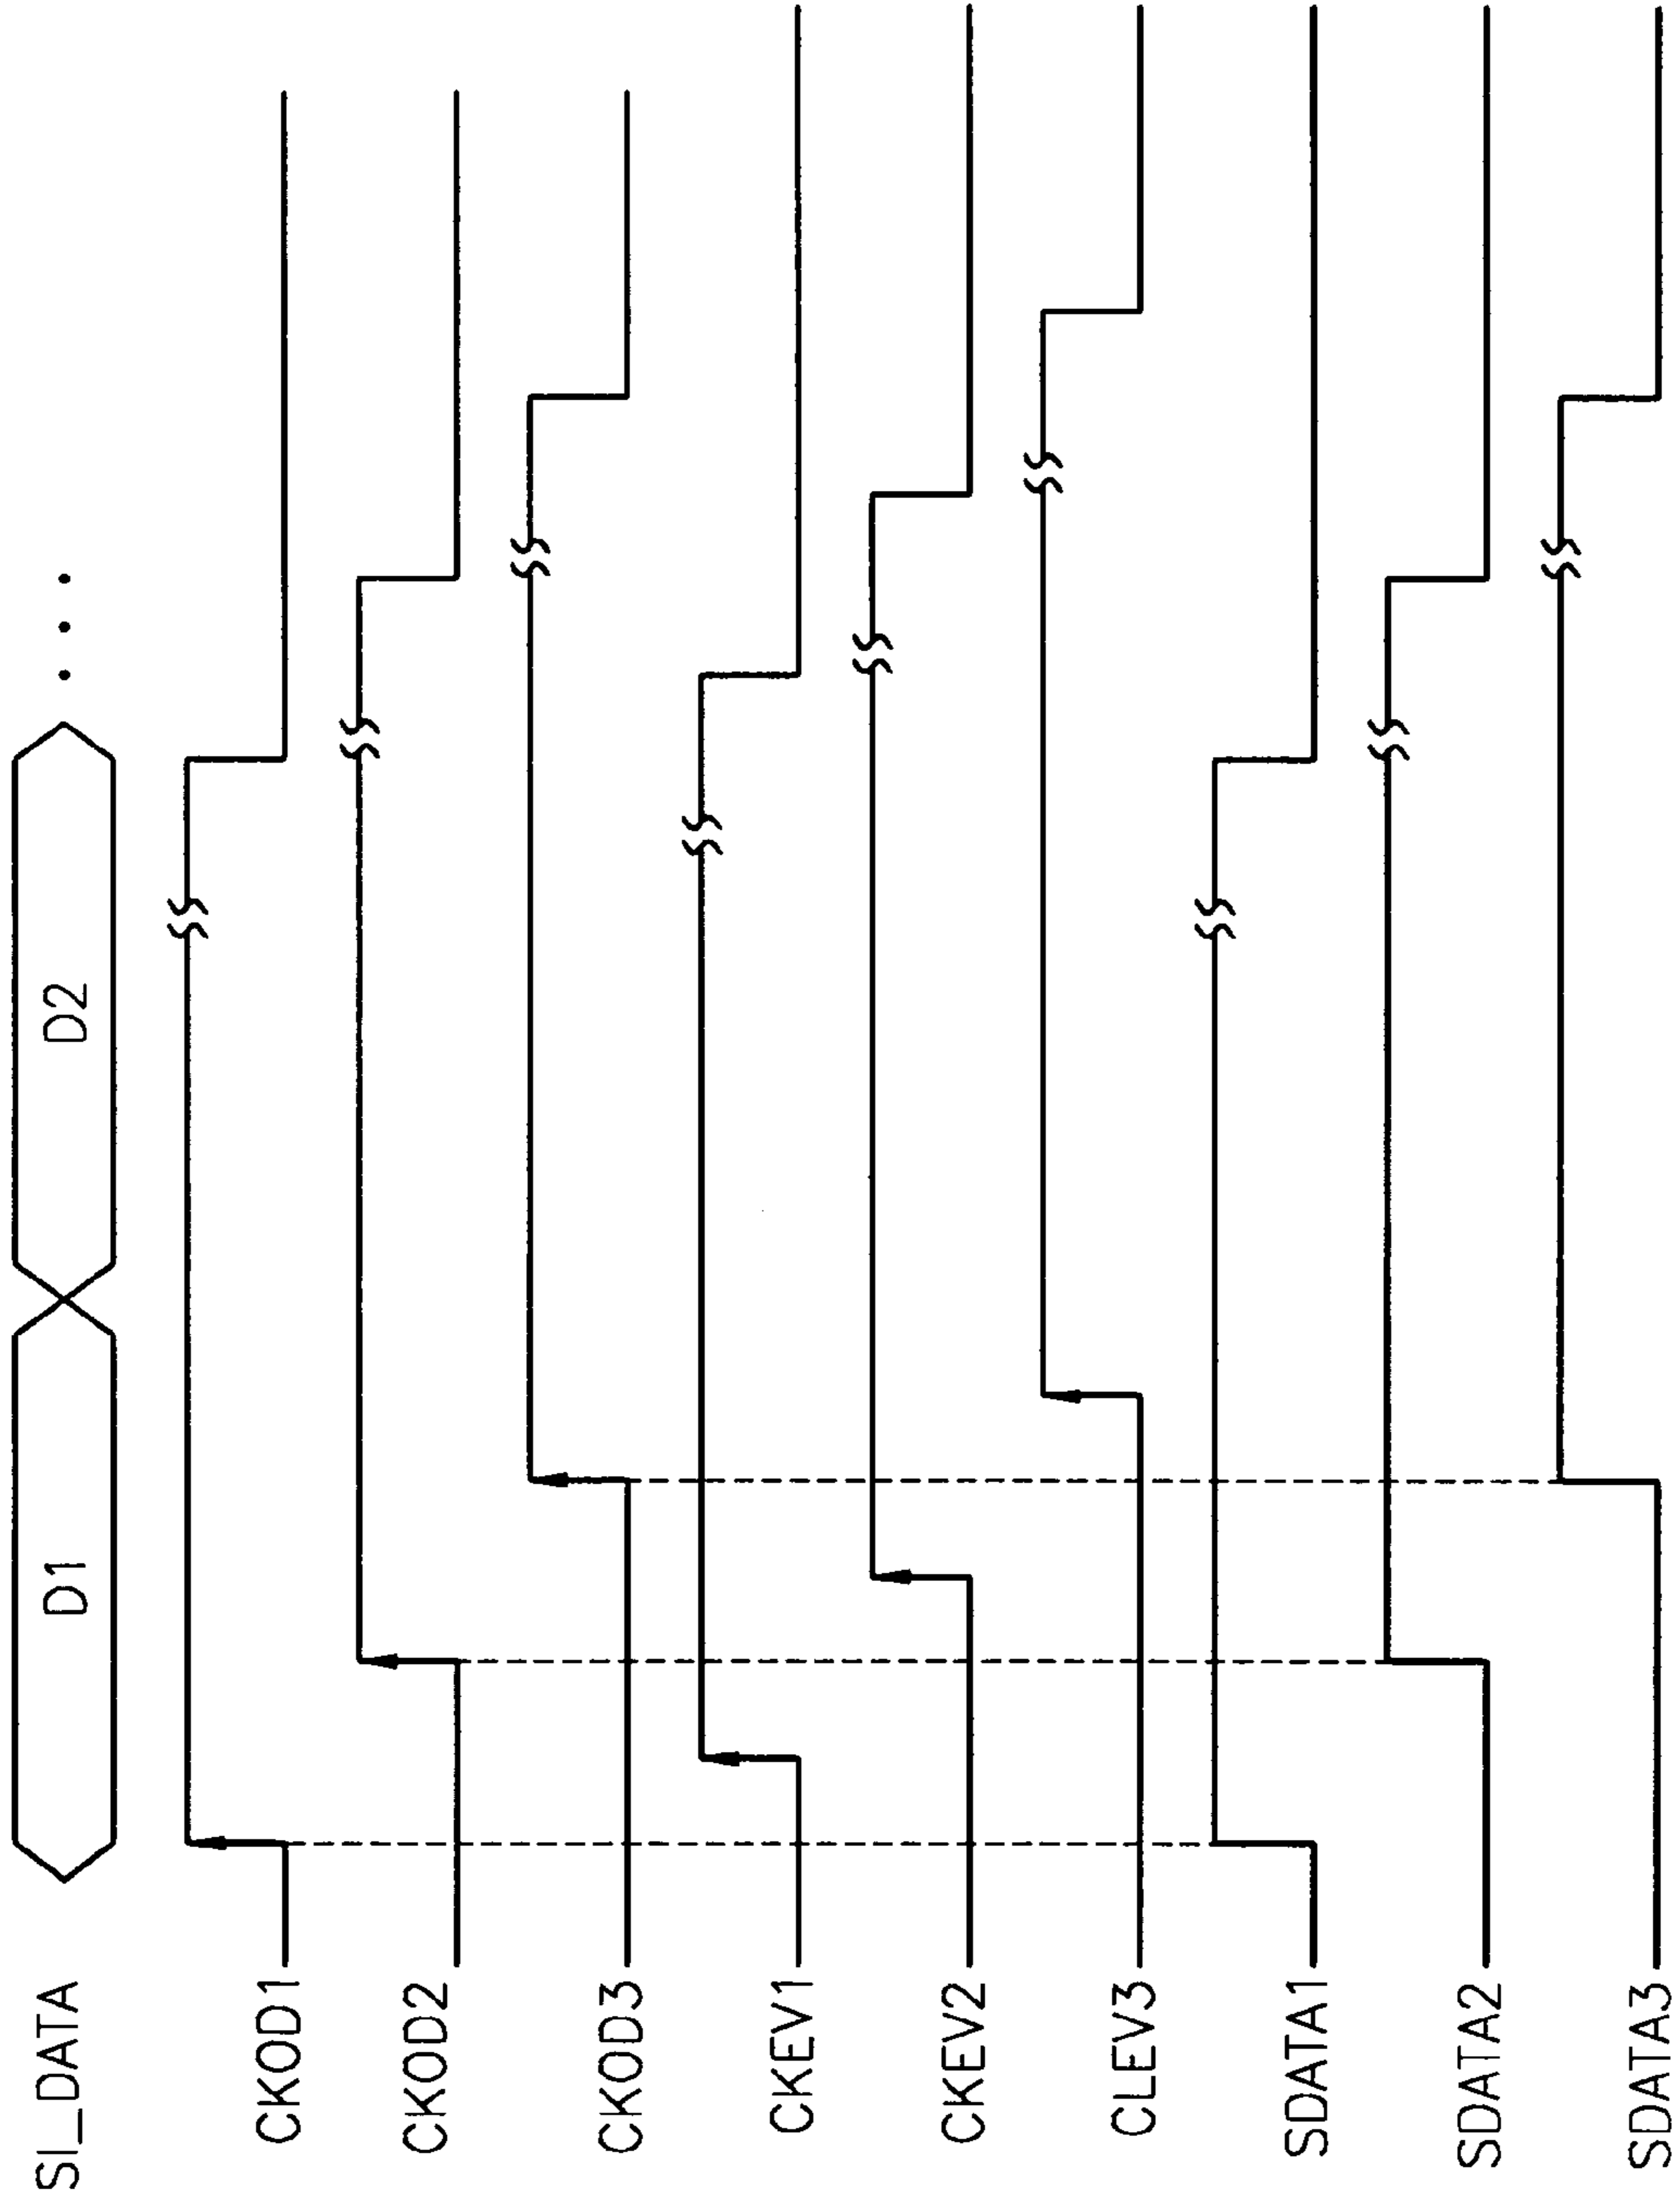 SI_DATA D1 D2
CKOD1
CKOD2
CKOD3
CKEV1
CKEV2
CLEV3
SDATA1
SDATA2
SDATA3